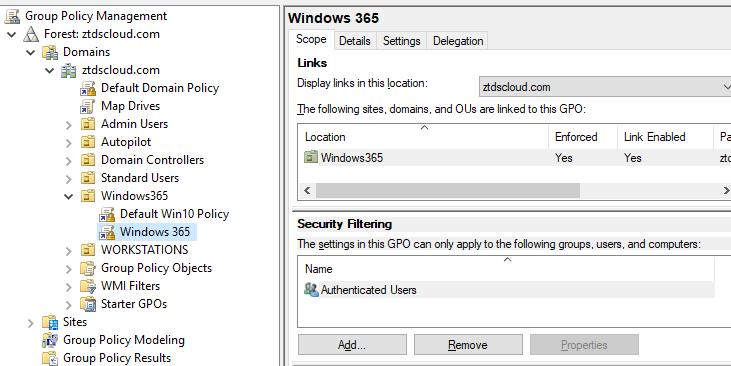 Group Policy Management
Forest: ztdscloud.com
Domains
ztdscloud.com
Default Domain Policy
Map Drives
Admin Users
Autopilot
Domain Controllers
Standard Users
Windows365
Default Win10 Policy
Windows 365
WORKSTATIONS
Group Policy Objects
WMI Filters
Starter GPOs
Sites
Group Policy Modeling
Group Policy Results
Windows 365
Scope Details Settings Delegation
Links
Display links in this location: ztdscloud.com
The following sites, domains, and OUs are linked to this GPO:
Location Enforced Link Enabled Pa
Windows365 Yes Yes ztd
Security Filtering
The settings in this GPO can only apply to the following groups, users, and computers:
Name
Authenticated Users
Add... Remove Properties